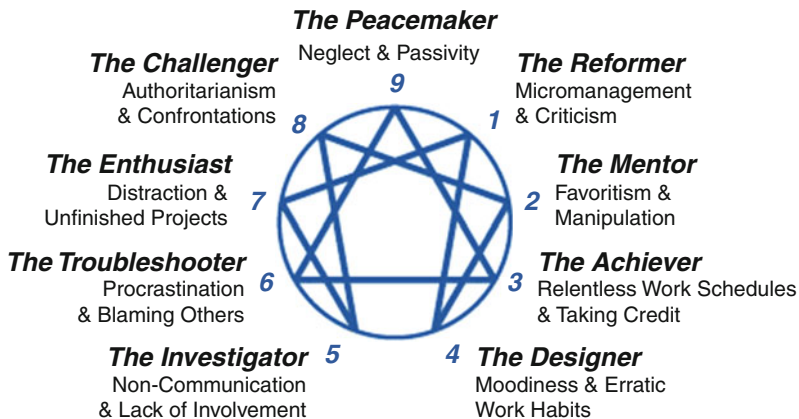 The Peacemaker
Neglect & Passivity
9
The Challenger
Authoritarianism
& Confrontations
8
The Reformer
Micromanagement
& Criticism
1
The Enthusiast
Distraction &
Unfinished Projects
7
The Mentor
Favoritism &
Manipulation
2
The Troubleshooter
Procrastination
& Blaming Others
6
The Achiever
Relentless Work Schedules
& Taking Credit
3
The Investigator
Non-Communication
& Lack of Involvement
5
The Designer
Moodiness & Erratic
Work Habits
4